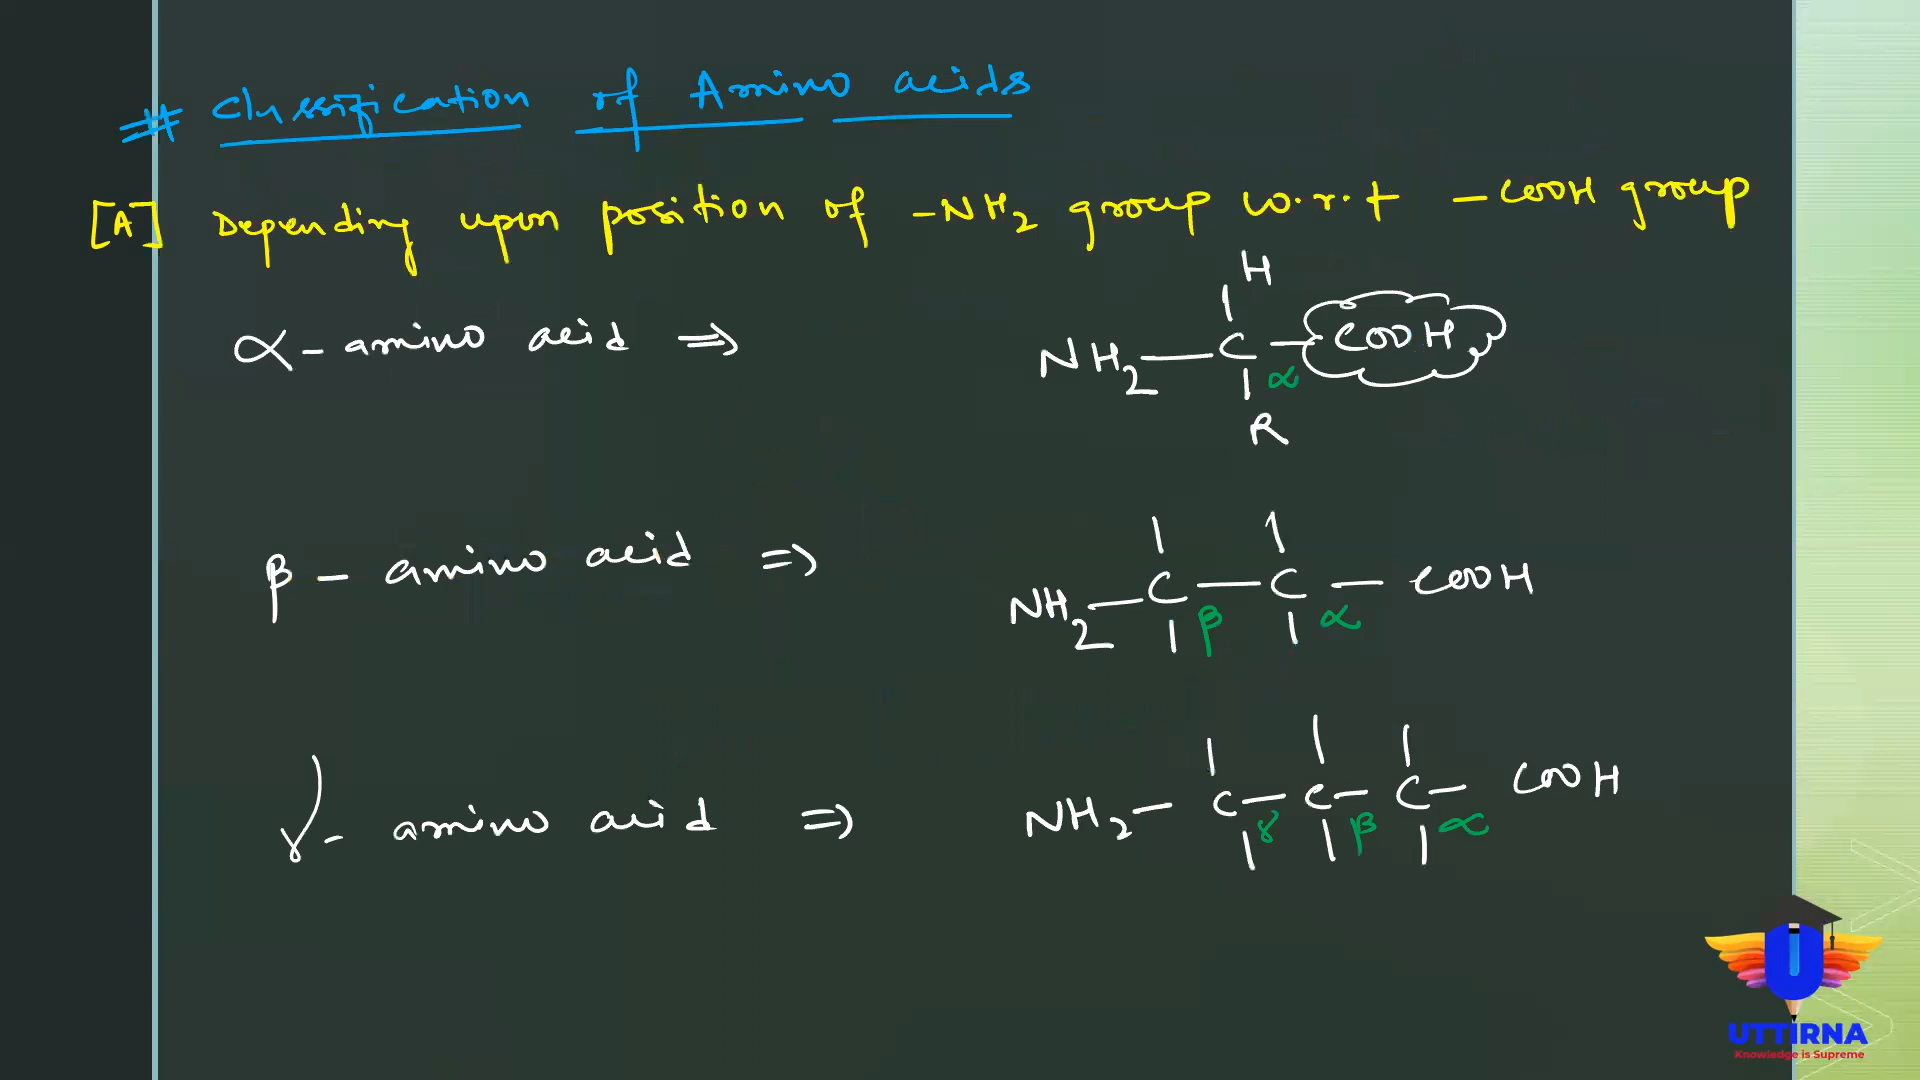 # Classification of Amino acids
[A] Depending upon position of -NH2 group w.r.t -COOH group
H
α - amino acid ⇒ NH2 — C — COOH
α
R
β - amino acid ⇒ NH2 — C — C — COOH
β α
γ - amino acid ⇒ NH2 — C — C — C — COOH
γ β α
UTTIRNA
Knowledge is Supreme